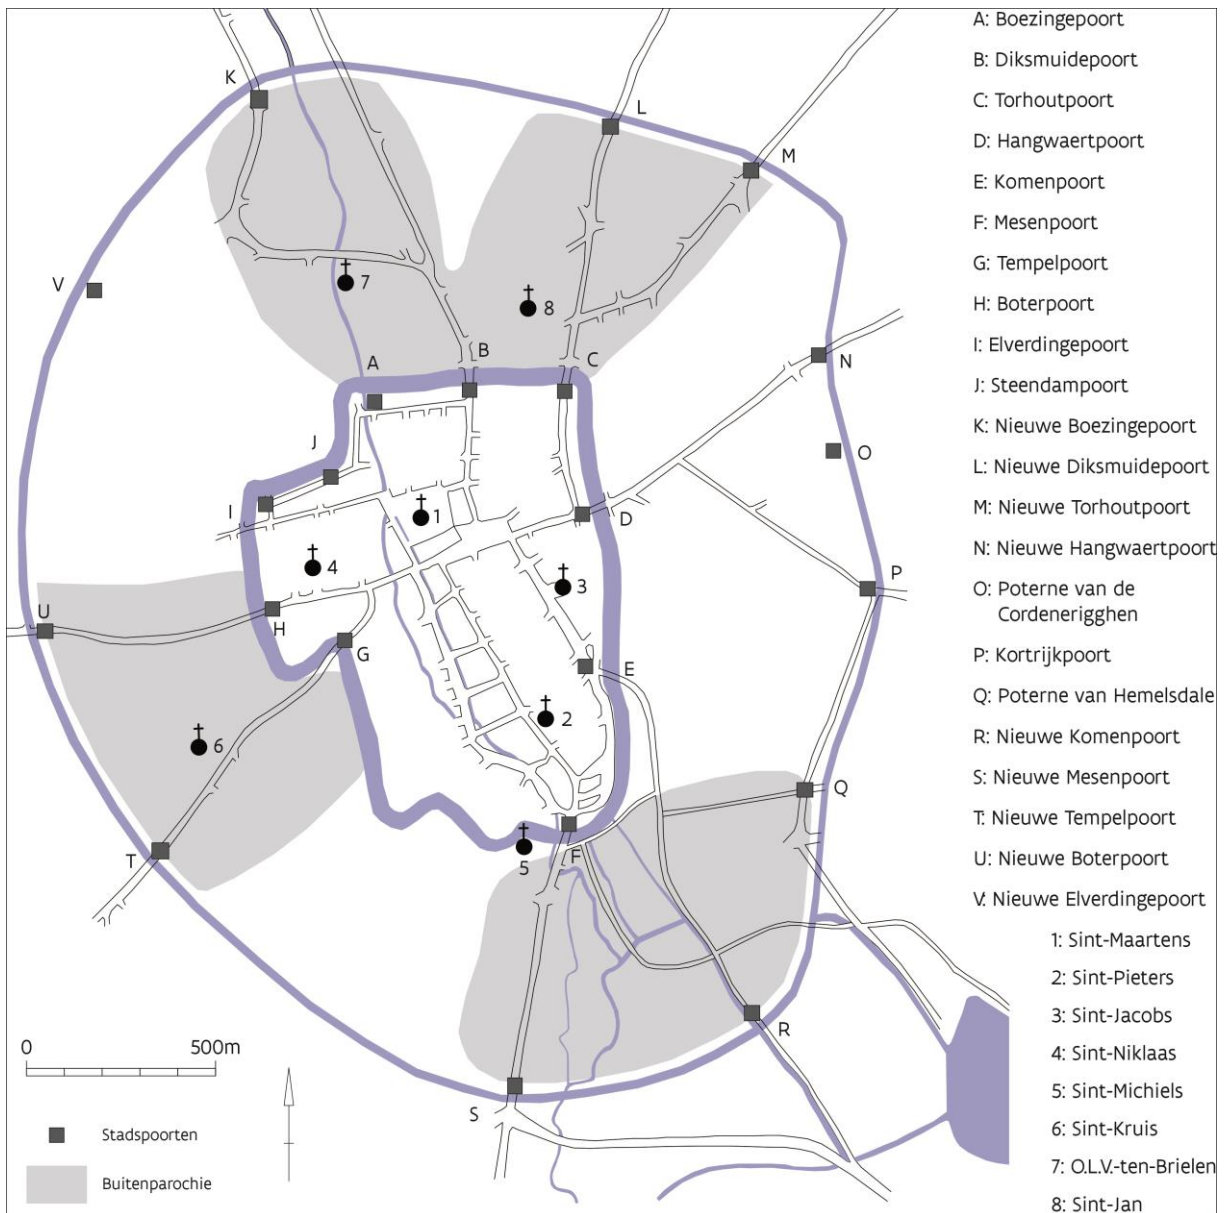 K
L
M
V
7
8
A
B
C
N
J
O
I
1
D
4
3
P
U
H
G
E
2
6
Q
T
5
F
R
S
0 500m
Stadspoorten
Buitenparochie
A: Boezingepoort
B: Diksmuidepoort
C: Torhoutpoort
D: Hangwaertpoort
E: Komenpoort
F: Mesenpoort
G: Tempelpoort
H: Boterpoort
I: Elverdingepoort
J: Steendampoort
K: Nieuwe Boezingepoort
L: Nieuwe Diksmuidepoort
M: Nieuwe Torhoutpoort
N: Nieuwe Hangwaertpoort
O: Poterne van de
Cordenerigghen
P: Kortrijkpoort
Q: Poterne van Hemelsdale
R: Nieuwe Komenpoort
S: Nieuwe Mesenpoort
T: Nieuwe Tempelpoort
U: Nieuwe Boterpoort
V: Nieuwe Elverdingepoort
1: Sint-Maartens
2: Sint-Pieters
3: Sint-Jacobs
4: Sint-Niklaas
5: Sint-Michiels
6: Sint-Kruis
7: O.L.V.-ten-Brielen
8: Sint-Jan